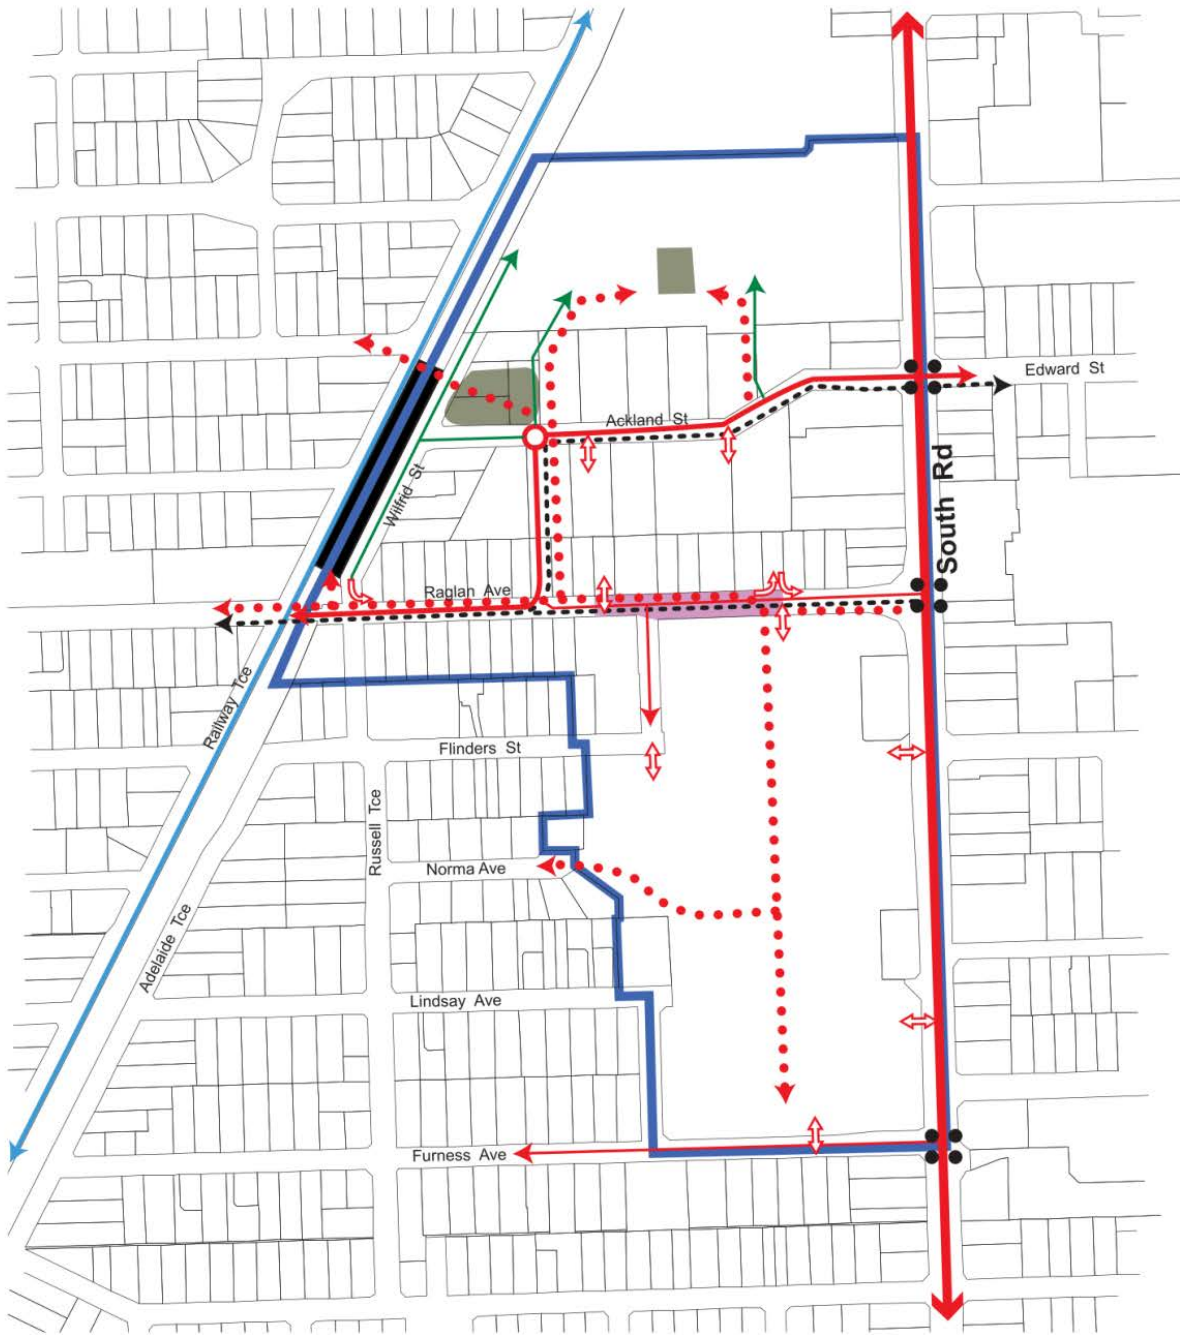 Edward St
Ackland St
South Rd
Wilfrid St
Raglan Ave
Railway Tce
Flinders St
Russell Tce
Norma Ave
Adelaide Tce
Lindsay Ave
Furness Ave